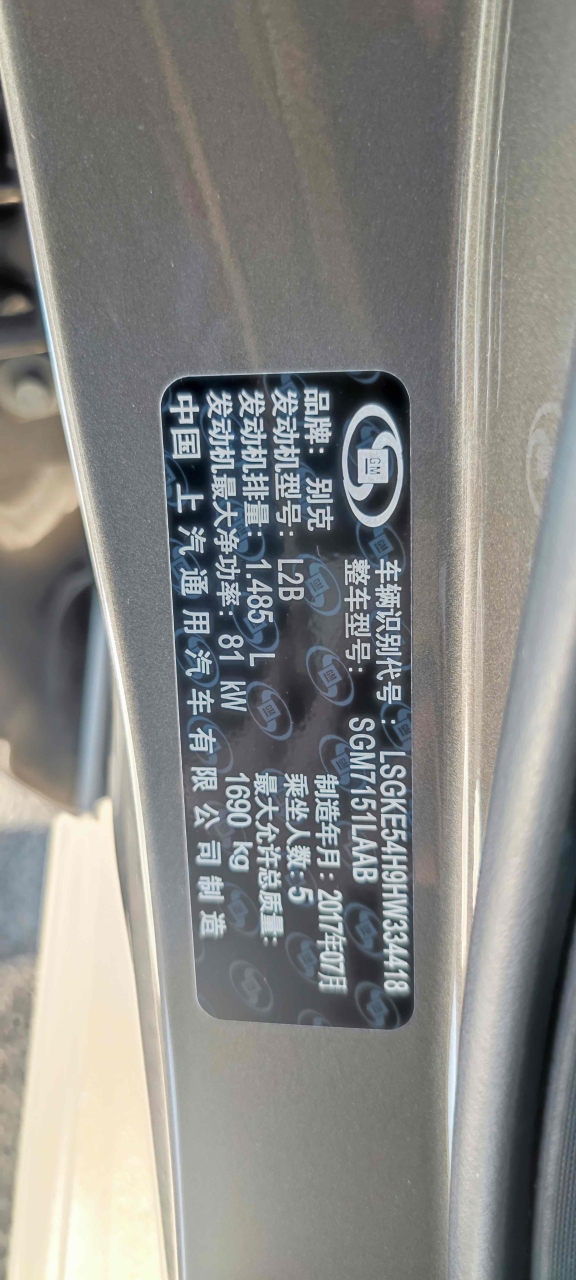 GM
车辆识别代号：LSGKE54H9HW334418
整车型号：SGM7151LAAB
品牌：别克
制造年月：2017年07月
发动机型号：L2B
乘坐人数：5
发动机排量：1.485 L
最大允许总质量：
发动机最大净功率：81 kW
1690 kg
中国 上汽通用汽车有限公司制造